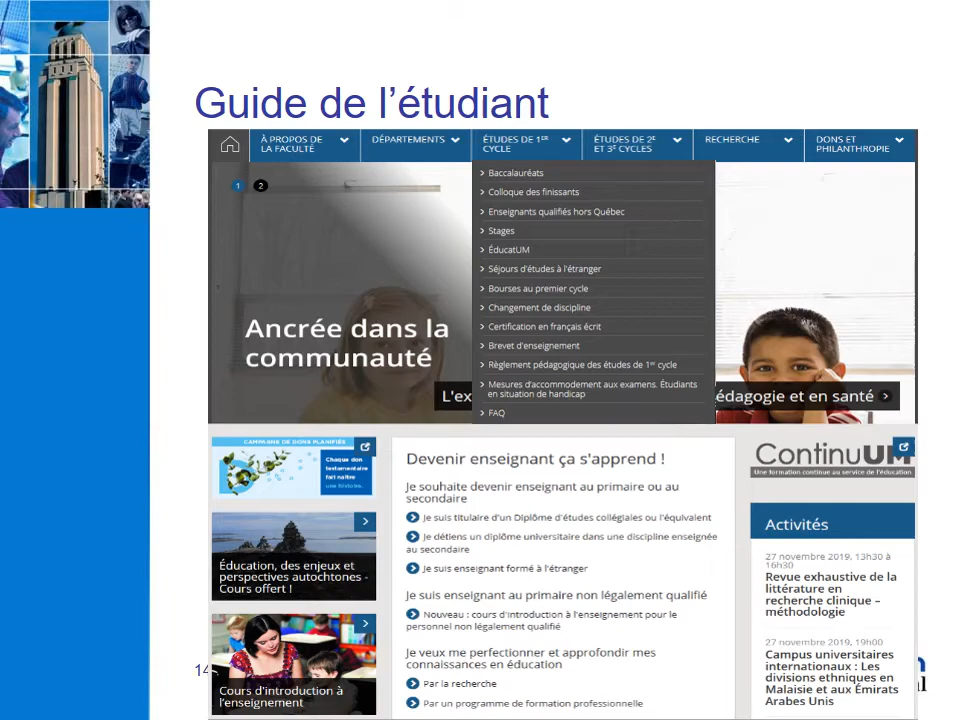 Guide de l’étudiant
À PROPOS DE
LA FACULTÉ
DÉPARTEMENTS
ÉTUDES DE 1ER
CYCLE
ÉTUDES DE 2E
ET 3E CYCLES
RECHERCHE
DONS ET
PHILANTHROPIE
1 2
Baccalauréats
Colloque des finissants
Enseignants qualifiés hors Québec
Stages
ÉducatUM
Séjours d'études à l'étranger
Bourses au premier cycle
Changement de discipline
Certification en français écrit
Brevet d'enseignement
Règlement pédagogique des études de 1er cycle
Mesures d'accommodement aux examens. Étudiants
en situation de handicap
FAQ
Ancrée dans la
communauté
L'ex
édagogie et en santé
CAMPAGNE DE DONS PLANIFIÉS
Chaque don
testamentaire
fait naître
une histoire.
Éducation, des enjeux et
perspectives autochtones -
Cours offert !
Cours d'introduction à
l'enseignement
Devenir enseignant ça s'apprend !
Je souhaite devenir enseignant au primaire ou au
secondaire
Je suis titulaire d'un Diplôme d'études collégiales ou l'équivalent
Je détiens un diplôme universitaire dans une discipline enseignée
au secondaire
Je suis enseignant formé à l'étranger
Je suis enseignant au primaire non légalement qualifié
Nouveau : cours d'introduction à l'enseignement pour le
personnel non légalement qualifié
Je veux me perfectionner et approfondir mes
connaissances en éducation
Par la recherche
Par un programme de formation professionnelle
ContinuUM
Une formation continue au service de l'éducation
Activités
27 novembre 2019, 13h30 à
16h30
Revue exhaustive de la
littérature en
recherche clinique –
méthodologie
27 novembre 2019, 19h00
Campus universitaires
internationaux : Les
divisions ethniques en
Malaisie et aux Émirats
Arabes Unis
14